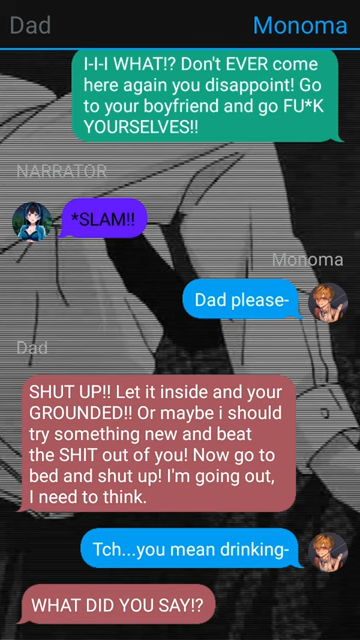 Dad
Monoma
I-I-I WHAT!? Don't EVER come
here again you disappoint! Go
to your boyfriend and go FU*K
YOURSELVES!!
NARRATOR
*SLAM!!
Monoma
Dad please-
Dad
SHUT UP!! Let it inside and your
GROUNDED!! Or maybe i should
try something new and beat
the SHIT out of you! Now go to
bed and shut up! I'm going out,
I need to think.
Tch...you mean drinking-
WHAT DID YOU SAY!?